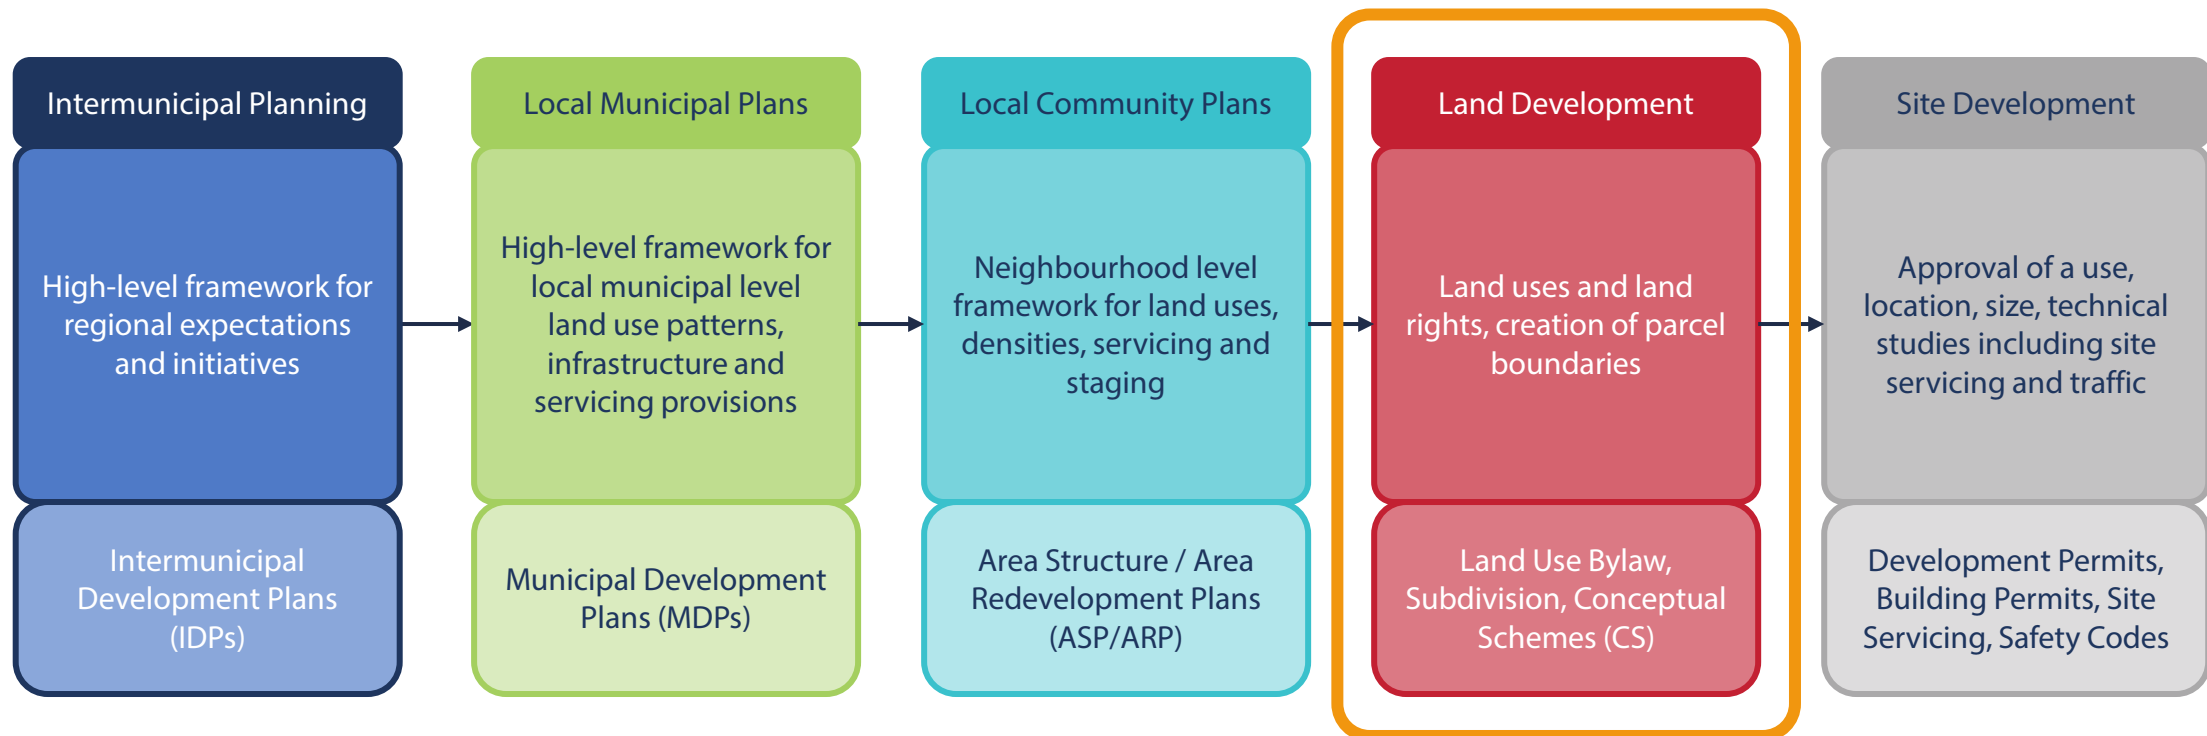 Intermunicipal Planning
High-level framework for
regional expectations
and initiatives
Intermunicipal
Development Plans
(IDPs)
Local Municipal Plans
High-level framework for
local municipal level
land use patterns,
infrastructure and
servicing provisions
Municipal Development
Plans (MDPs)
Local Community Plans
Neighbourhood level
framework for land uses,
densities, servicing and
staging
Area Structure / Area
Redevelopment Plans
(ASP/ARP)
Land Development
Land uses and land
rights, creation of parcel
boundaries
Land Use Bylaw,
Subdivision, Conceptual
Schemes (CS)
Site Development
Approval of a use,
location, size, technical
studies including site
servicing and traffic
Development Permits,
Building Permits, Site
Servicing, Safety Codes